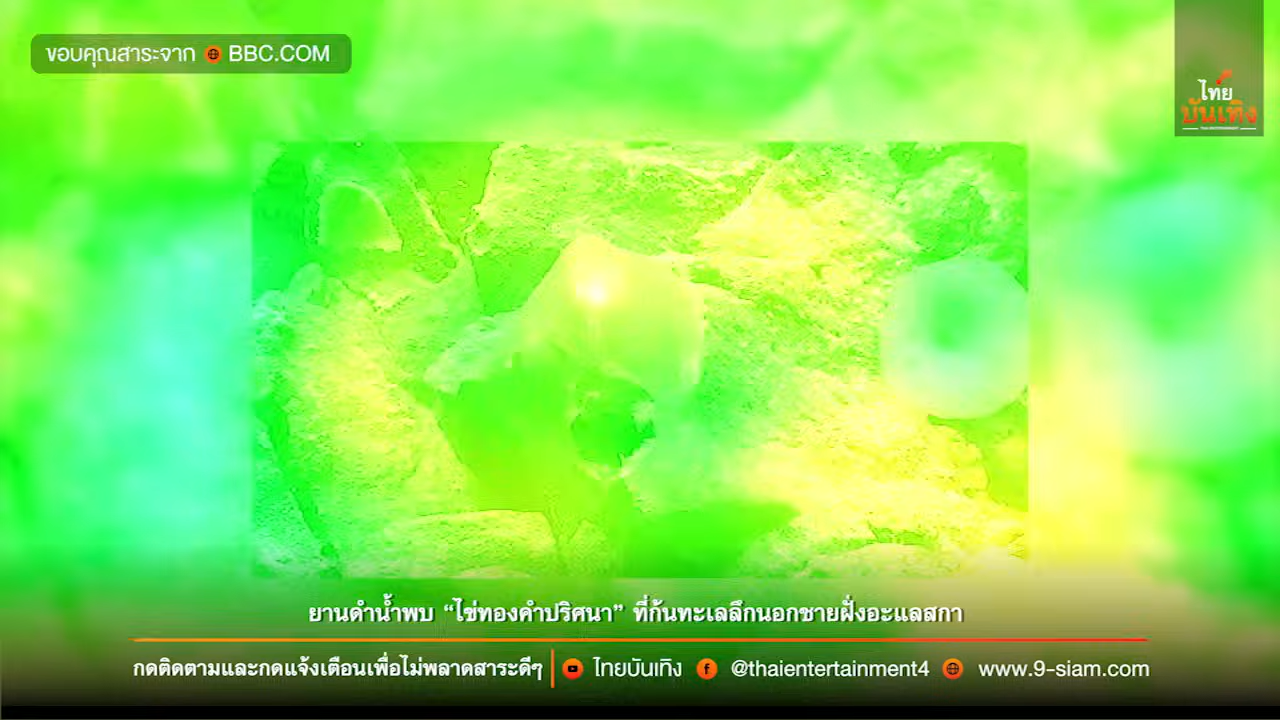 ขอบคุณสาระจาก BBC.COM
ไทย
บันเทิง
ยานดำน้ำพบ “ไข่ทองคำปริศนา” ที่ก้นทะเลลึกนอกชายฝั่งอะแลสกา
กดติดตามและกดแจ้งเตือนเพื่อไม่พลาดสาระดีๆ ไทยบันเทิง @thaientertainment4 www.9-siam.com